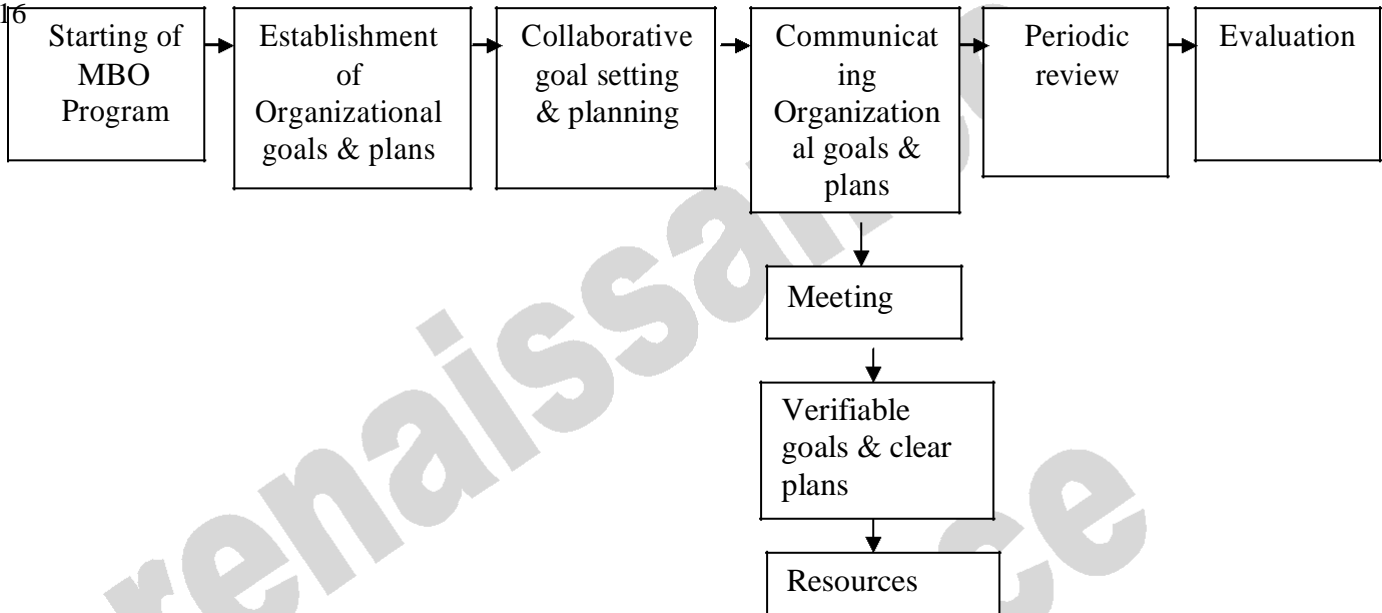 16
Starting of
MBO
Program
Establishment
of
Organizational
goals & plans
Collaborative
goal setting
& planning
Communicat
ing
Organization
al goals &
plans
Periodic
review
Evaluation
Meeting
Verifiable
goals & clear
plans
Resources
renaissance